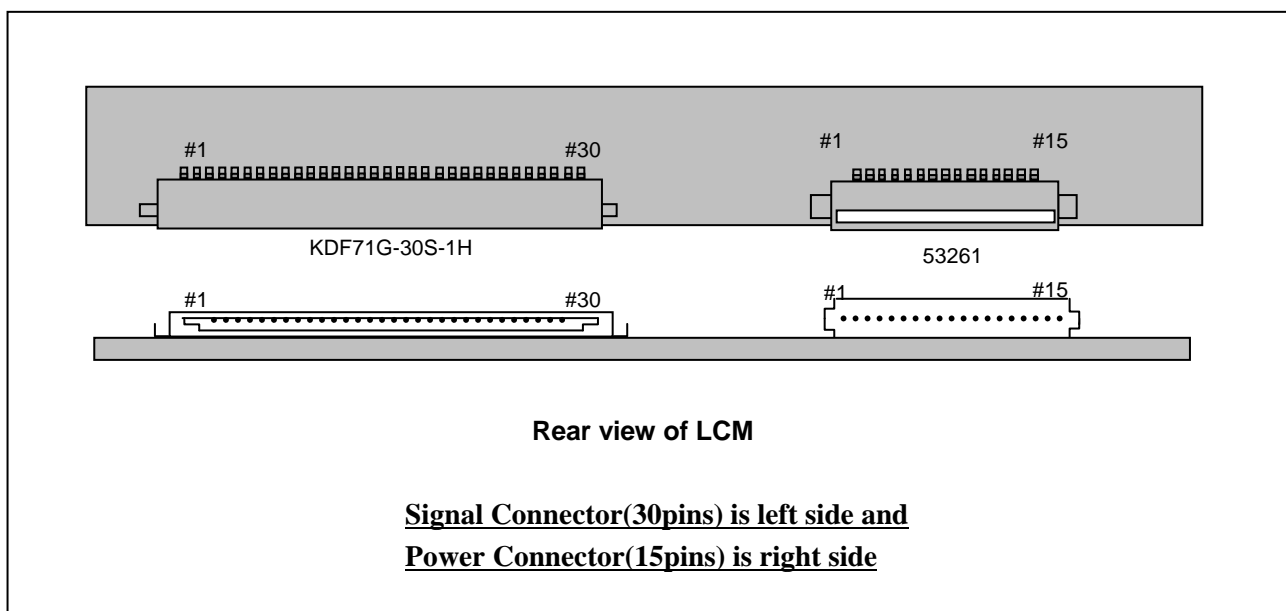 #1 #30 #1 #15
KDF71G-30S-1H 53261
#1 #30 #1 #15
Rear view of LCM
Signal Connector(30pins) is left side and
Power Connector(15pins) is right side